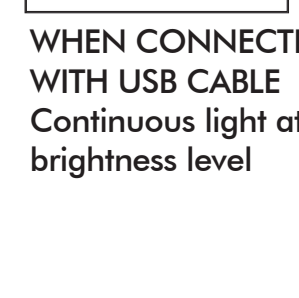 WHEN CONNECT
WITH USB CABLE
Continuous light at
brightness level